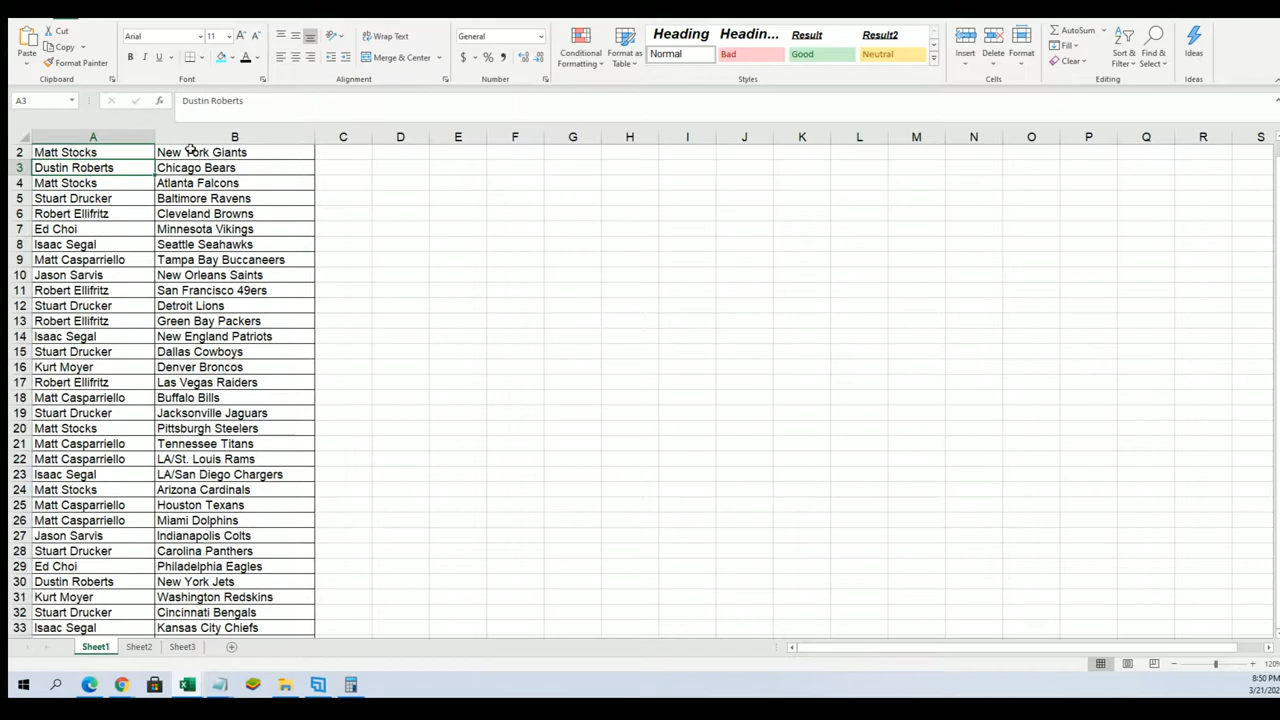 Cut
Copy
Paste
Format Painter
Clipboard
Arial 11
B I U
Font
Wrap Text
Merge & Center
Alignment
General
$ % ,
Number
Conditional Formatting
Format as Table
Heading Headin... Result Result2
Normal Bad Good Neutral
Styles
Insert Delete Format
Cells
AutoSum
Fill
Clear
Sort & Filter
Find & Select
Editing
Ideas
Ideas
A3 fx Dustin Roberts
A B C D E F G H I J K L M N O P Q R S
2 Matt Stocks New York Giants
3 Dustin Roberts Chicago Bears
4 Matt Stocks Atlanta Falcons
5 Stuart Drucker Baltimore Ravens
6 Robert Ellifritz Cleveland Browns
7 Ed Choi Minnesota Vikings
8 Isaac Segal Seattle Seahawks
9 Matt Casparriello Tampa Bay Buccaneers
10 Jason Sarvis New Orleans Saints
11 Robert Ellifritz San Francisco 49ers
12 Stuart Drucker Detroit Lions
13 Robert Ellifritz Green Bay Packers
14 Isaac Segal New England Patriots
15 Stuart Drucker Dallas Cowboys
16 Kurt Moyer Denver Broncos
17 Robert Ellifritz Las Vegas Raiders
18 Matt Casparriello Buffalo Bills
19 Stuart Drucker Jacksonville Jaguars
20 Matt Stocks Pittsburgh Steelers
21 Matt Casparriello Tennessee Titans
22 Matt Casparriello LA/St. Louis Rams
23 Isaac Segal LA/San Diego Chargers
24 Matt Stocks Arizona Cardinals
25 Matt Casparriello Houston Texans
26 Matt Casparriello Miami Dolphins
27 Jason Sarvis Indianapolis Colts
28 Stuart Drucker Carolina Panthers
29 Ed Choi Philadelphia Eagles
30 Dustin Roberts New York Jets
31 Kurt Moyer Washington Redskins
32 Stuart Drucker Cincinnati Bengals
33 Isaac Segal Kansas City Chiefs
Sheet1 Sheet2 Sheet3
120%
8:50 PM
3/21/202